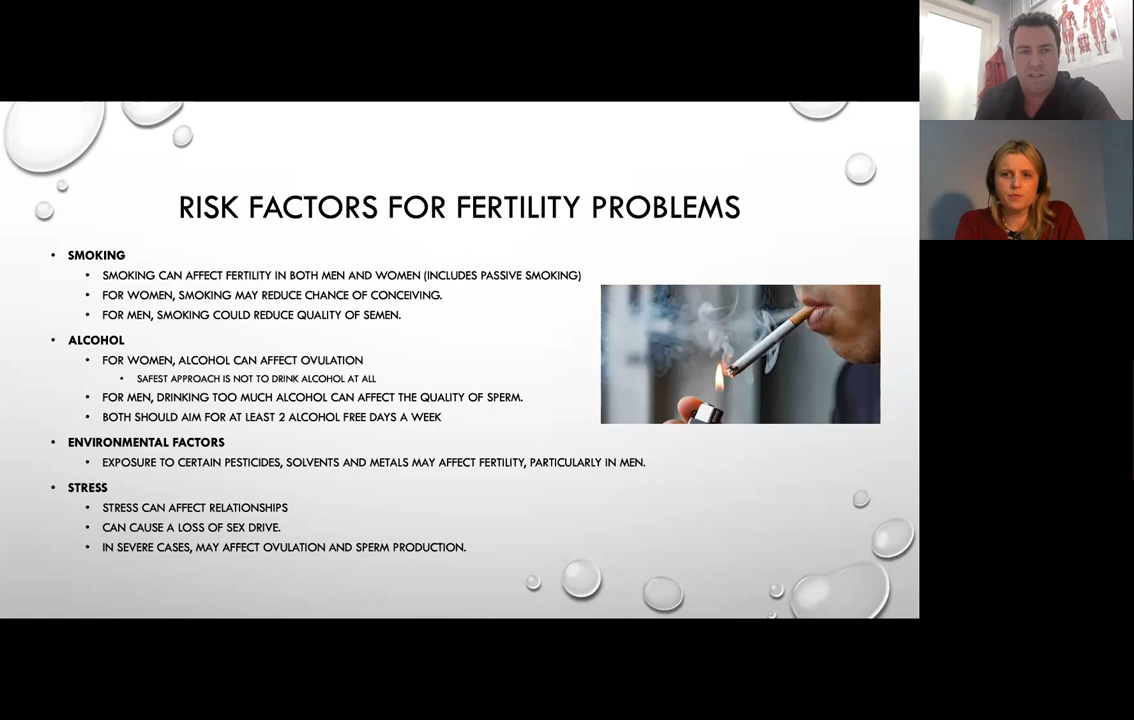 RISK FACTORS FOR FERTILITY PROBLEMS
• SMOKING
• SMOKING CAN AFFECT FERTILITY IN BOTH MEN AND WOMEN (INCLUDES PASSIVE SMOKING)
• FOR WOMEN, SMOKING MAY REDUCE CHANCE OF CONCEIVING.
• FOR MEN, SMOKING COULD REDUCE QUALITY OF SEMEN.
• ALCOHOL
• FOR WOMEN, ALCOHOL CAN AFFECT OVULATION
• SAFEST APPROACH IS NOT TO DRINK ALCOHOL AT ALL
• FOR MEN, DRINKING TOO MUCH ALCOHOL CAN AFFECT THE QUALITY OF SPERM.
• BOTH SHOULD AIM FOR AT LEAST 2 ALCOHOL FREE DAYS A WEEK
• ENVIRONMENTAL FACTORS
• EXPOSURE TO CERTAIN PESTICIDES, SOLVENTS AND METALS MAY AFFECT FERTILITY, PARTICULARLY IN MEN.
• STRESS
• STRESS CAN AFFECT RELATIONSHIPS
• CAN CAUSE A LOSS OF SEX DRIVE.
• IN SEVERE CASES, MAY AFFECT OVULATION AND SPERM PRODUCTION.